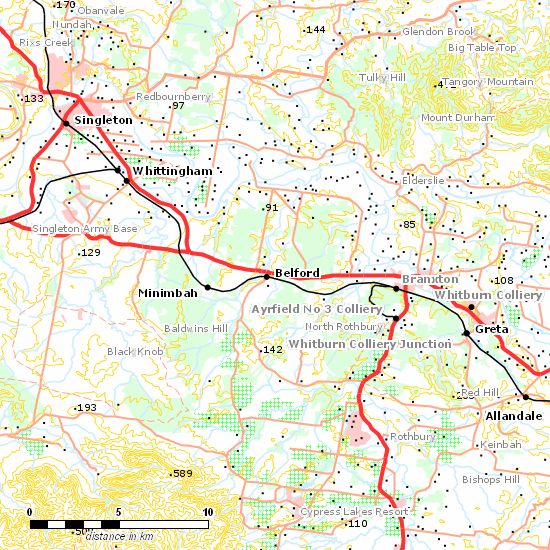 170
Obanvale
Nundah
Rixs Creek
144
Glendon Brook
Big Table Top
Tulky Hill
Tangory Mountain
133
Redbournberry
97
Mount Durham
Singleton
Whittingham
Elderslie
91
85
Singleton Army Base
129
Belford
Branxton
108
Minimbah
Whitburn Colliery
Ayrfield No 3 Colliery
Baldwins Hill
North Rothbury
Greta
Black Knob
142
Whitburn Colliery Junction
Red Hill
193
Allandale
Rothbury
Keinbah
589
Bishops Hill
Cypress Lakes Resort
110
0
5
10
distance in km